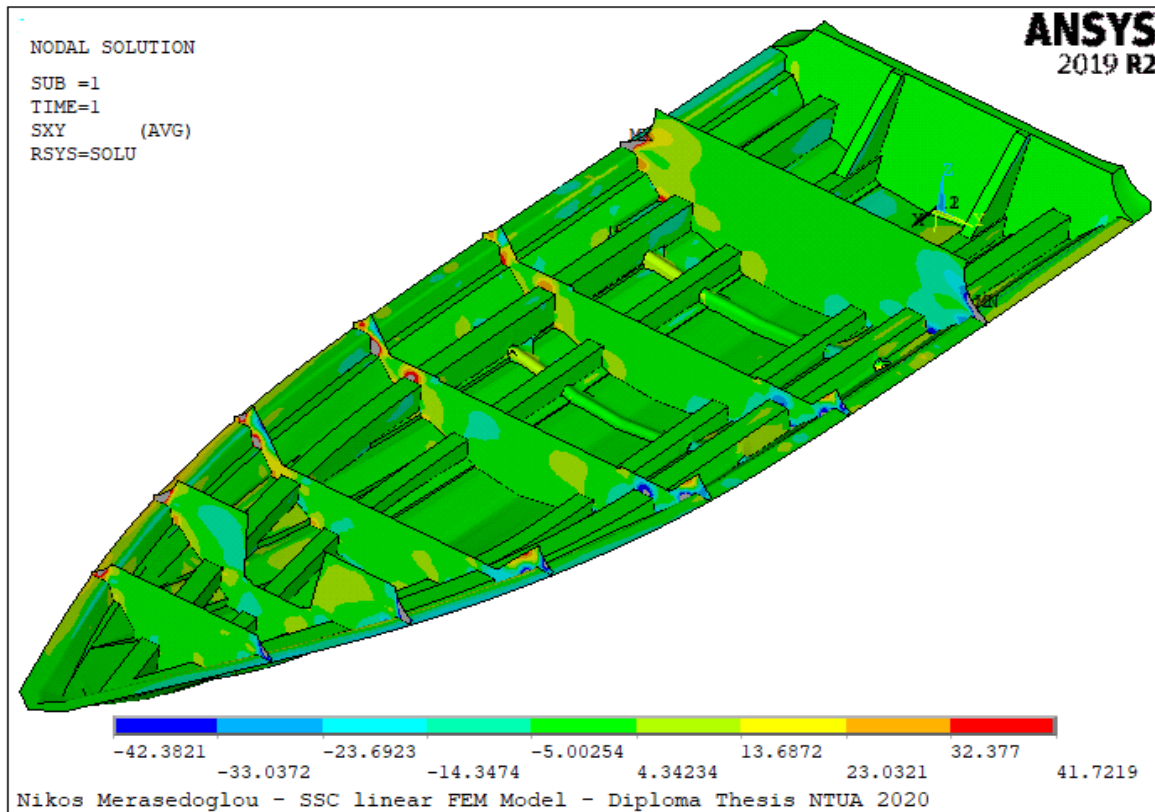 NODAL SOLUTION
SUB =1
TIME=1
SXY (AVG)
RSYS=SOLU
ANSYS
2019 R2
MX
Z
X
Y
MN
-42.3821 -23.6923 -5.00254 13.6872 32.377
-33.0372 -14.3474 4.34234 23.0321 41.7219
Nikos Merasedoglou - SSC linear FEM Model - Diploma Thesis NTUA 2020